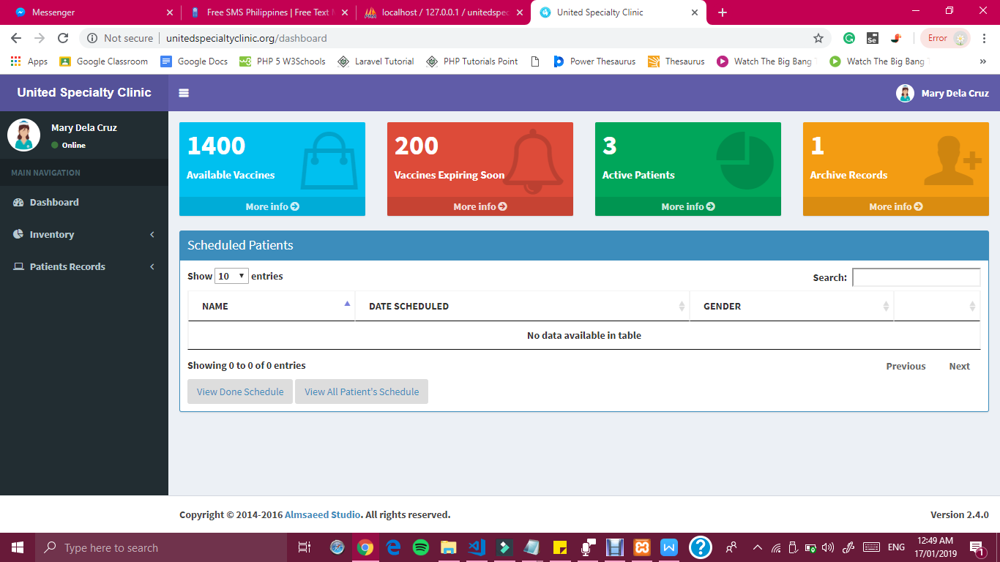 Messenger
Free SMS Philippines | Free Text M
localhost / 127.0.0.1 / unitedspec
United Specialty Clinic
Not secure
unitedspecialtyclinic.org/dashboard
Se
Error
Apps
Google Classroom
Google Docs
w3
PHP 5 W3Schools
Laravel Tutorial
PHP Tutorials Point
Power Thesaurus
Thesaurus
Watch The Big Bang
Watch The Big Bang
United Specialty Clinic
Mary Dela Cruz
Mary Dela Cruz
Online
MAIN NAVIGATION
Dashboard
Inventory
Patients Records
1400
Available Vaccines
More info
200
Vaccines Expiring Soon
More info
3
Active Patients
More info
1
Archive Records
More info
Scheduled Patients
Show 10 entries
Search:
NAME
DATE SCHEDULED
GENDER
No data available in table
Showing 0 to 0 of 0 entries
Previous
Next
View Done Schedule
View All Patient's Schedule
Copyright © 2014-2016 Almsaeed Studio. All rights reserved.
Version 2.4.0
Type here to search
W
?
ENG
12:49 AM
17/01/2019
1